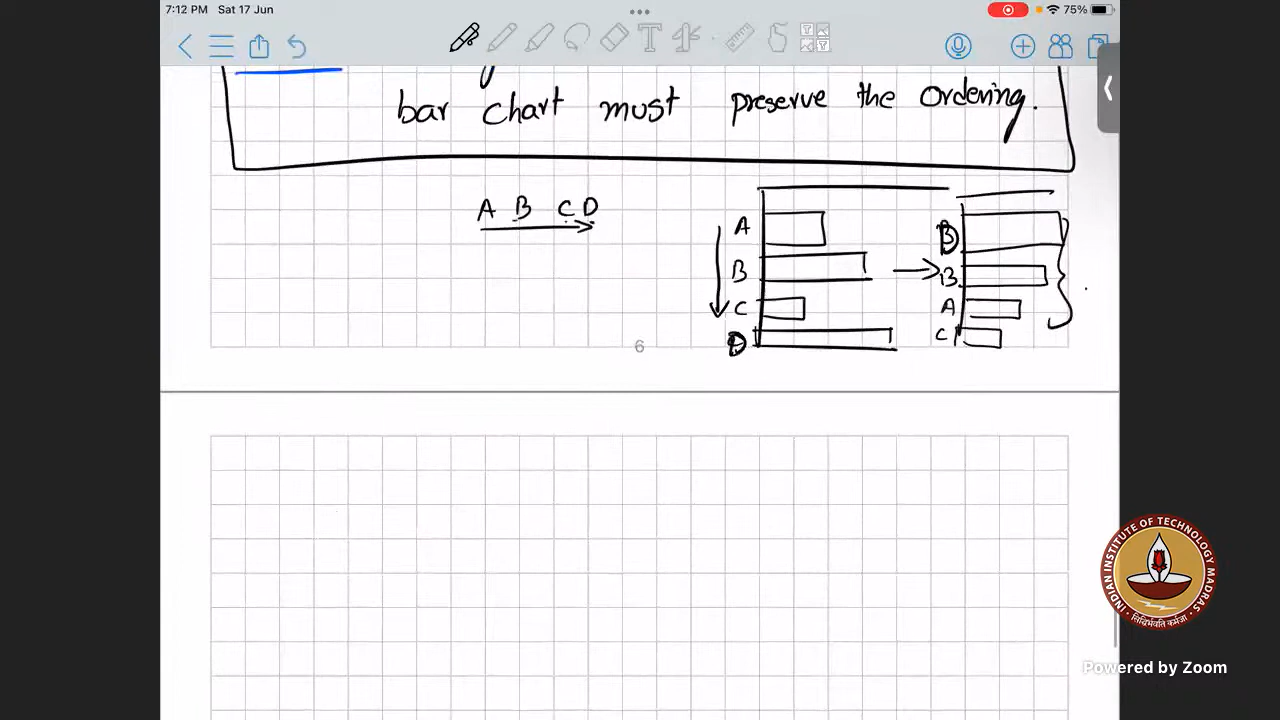 7:12 PM Sat 17 Jun
75%
bar chart must preserve the ordering.
A B C D
A
B
C
D
D
B
A
C
6
INDIAN INSTITUTE OF TECHNOLOGY MADRAS
सिद्धिर्भवति कर्मजा
Powered by Zoom